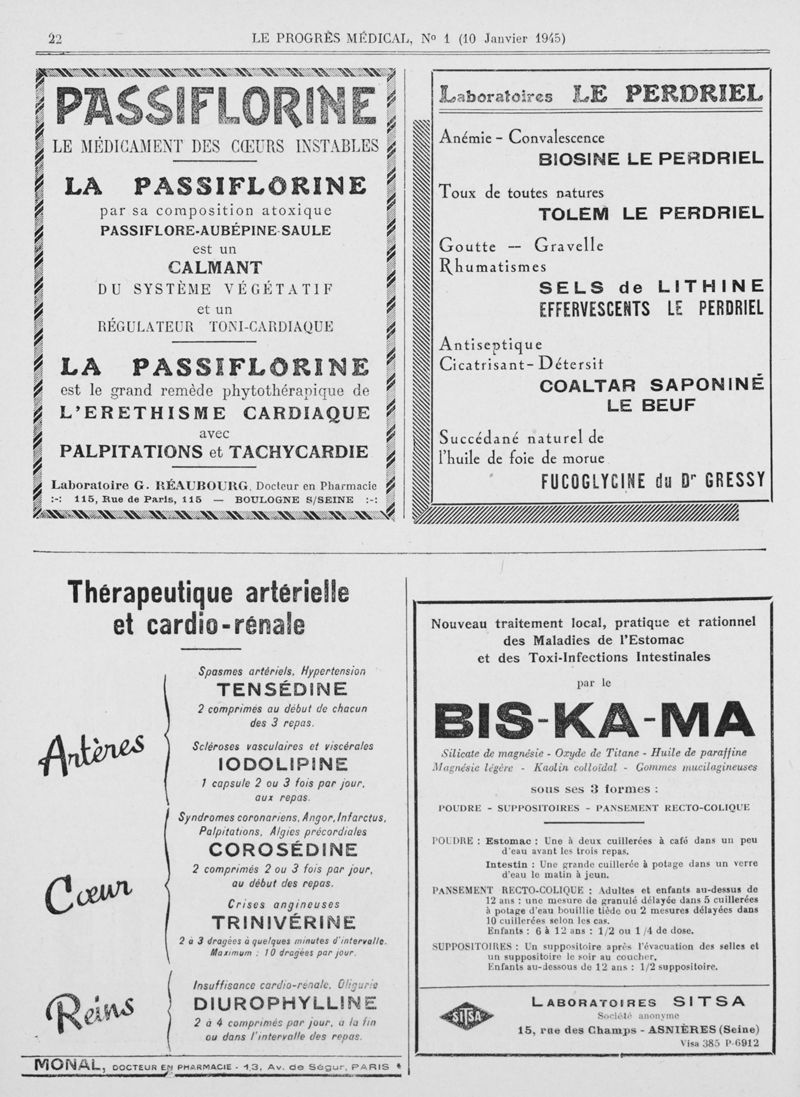 22
LE PROGRÈS MÉDICAL, No 1 (10 Janvier 1945)
PASSIFLORINE
LE MÉDICAMENT DES CŒURS INSTABLES
LA PASSIFLORINE
par sa composition atoxique
PASSIFLORE-AUBÉPINE-SAULE
est un
CALMANT
DU SYSTÈME VÉGÉTATIF
et un
RÉGULATEUR TONI-CARDIAQUE
LA PASSIFLORINE
est le grand remède phytothérapique de
L'ERETHISME CARDIAQUE
avec
PALPITATIONS et TACHYCARDIE
Laboratoire G. RÉAUBOURG, Docteur en Pharmacie
:-: 115, Rue de Paris, 115 — BOULOGNE S/SEINE :-:
Laboratoires LE PERDRIEL
Anémie - Convalescence
BIOSINE LE PERDRIEL
Toux de toutes natures
TOLÉM LE PERDRIEL
Goutte — Gravelle
Rhumatismes
SELS de LITHINE
EFFERVESCENTS LE PERDRIEL
Antiseptique
Cicatrisant - Détersif
COALTAR SAPONINÉ
LE BEUF
Succédané naturel de
l'huile de foie de morue
FUCOGLYCINE du Dr GRESSY
Thérapeutique artérielle
et cardio-rénale
Artères
Spasmes artériels, Hypertension
TENSÉDINE
2 comprimés au début de chacun
des 3 repas.
Scléroses vasculaires et viscérales
IODOLIPINE
1 capsule 2 ou 3 fois par jour,
aux repas.
Cœur
Syndromes coronariens, Angor, Infarctus,
Palpitations, Algies précordiales
COROSÉDINE
2 comprimés 2 ou 3 fois par jour,
au début des repas.
Crises angineuses
TRINIVÉRINE
2 à 3 dragées à quelques minutes d'intervalle.
Maximum : 10 dragées par jour.
Reins
Insuffisance cardio-rénale, Oligurie
DIUROPHYLLINE
2 à 4 comprimés par jour, à la fin
ou dans l'intervalle des repas.
MONAL, DOCTEUR EN PHARMACIE - 13, Av. de Ségur, PARIS
Nouveau traitement local, pratique et rationnel
des Maladies de l'Estomac
et des Toxi-Infections Intestinales
par le
BIS-KA-MA
Silicate de magnésie - Oxyde de Titane - Huile de paraffine
Magnésie légère - Kaolin colloïdal - Gommes mucilagineuses
sous ses 3 formes :
POUDRE - SUPPOSITOIRES - PANSEMENT RECTO-COLIQUE
POUDRE : Estomac : Une à deux cuillerées à café dans un peu
d'eau avant les trois repas.
Intestin : Une grande cuillerée à potage dans un verre
d'eau le matin à jeun.
PANSEMENT RECTO-COLIQUE : Adultes et enfants au-dessus de
12 ans : une mesure de granulé délayée dans 5 cuillerées
à potage d'eau bouillie tiède ou 2 mesures délayées dans
10 cuillerées selon les cas.
Enfants : 6 à 12 ans : 1/2 ou 1/4 de dose.
SUPPOSITOIRES : Un suppositoire après l'évacuation des selles et
un suppositoire le soir au coucher.
Enfants au-dessous de 12 ans : 1/2 suppositoire.
SITSA
LABORATOIRES SITSA
Société anonyme
15, rue des Champs - ASNIÈRES (Seine)
Visa 385 P-6912